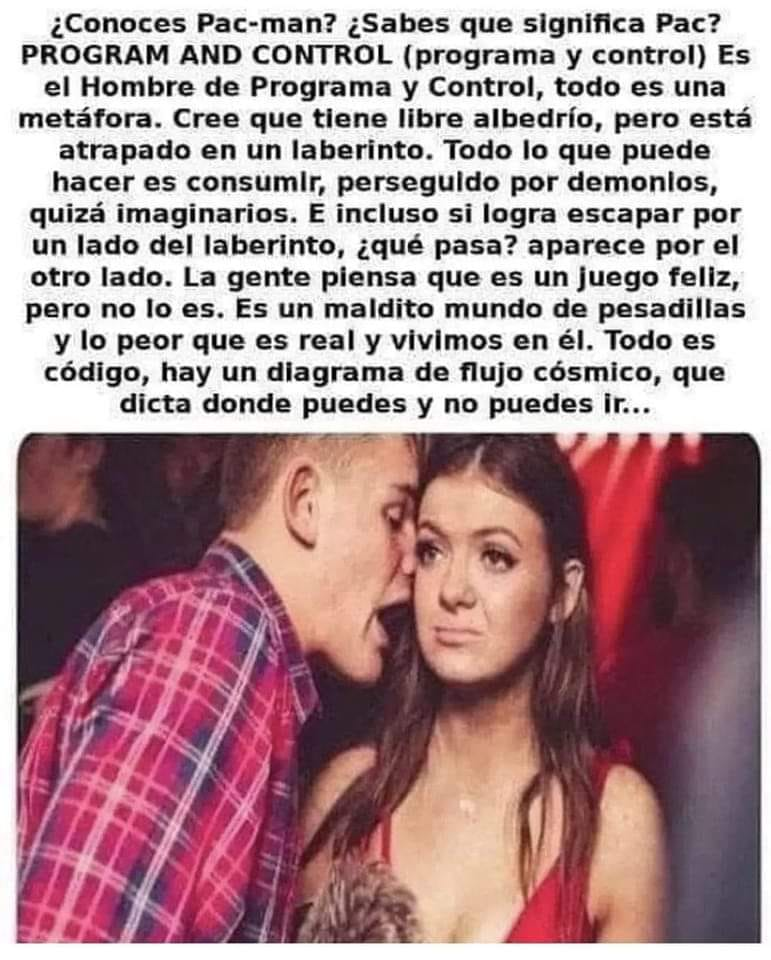 ¿Conoces Pac-man? ¿Sabes que significa Pac?
PROGRAM AND CONTROL (programa y control) Es
el Hombre de Programa y Control, todo es una
metáfora. Cree que tiene libre albedrío, pero está
atrapado en un laberinto. Todo lo que puede
hacer es consumir, perseguido por demonios,
quizá imaginarios. E incluso si logra escapar por
un lado del laberinto, ¿qué pasa? aparece por el
otro lado. La gente piensa que es un juego feliz,
pero no lo es. Es un maldito mundo de pesadillas
y lo peor que es real y vivimos en él. Todo es
código, hay un diagrama de flujo cósmico, que
dicta donde puedes y no puedes ir...